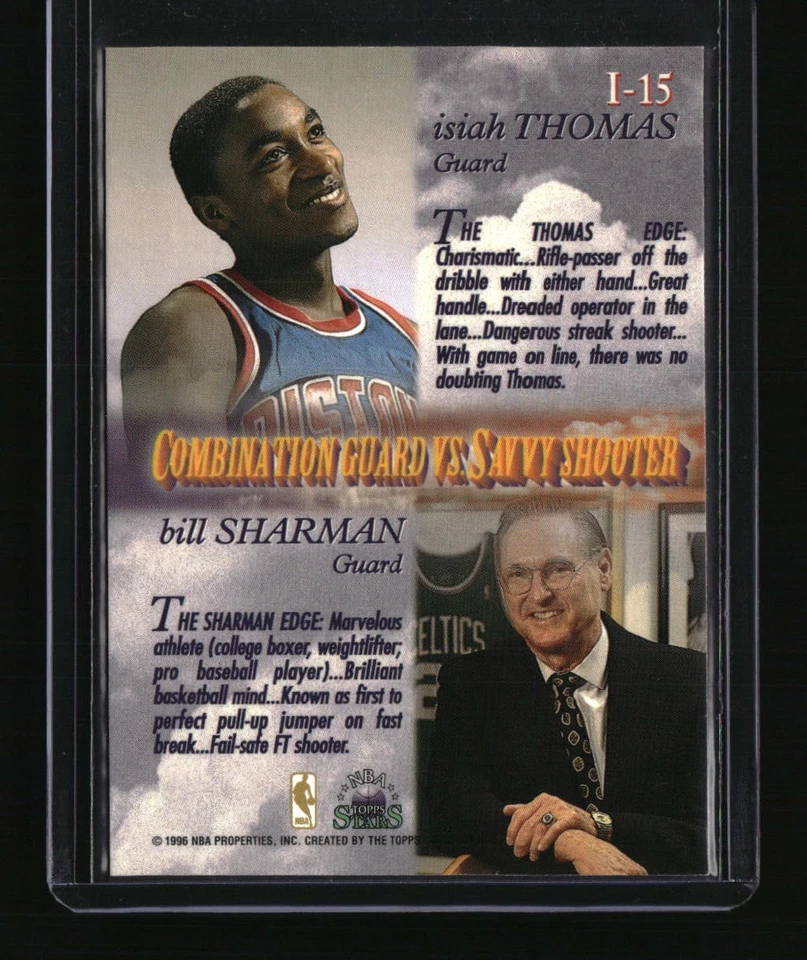 I-15
isiah THOMAS
Guard
THE THOMAS EDGE:
Charismatic...Rifle-passer off the
dribble with either hand...Great
handle...Dreaded operator in the
lane...Dangerous streak shooter...
With game on line, there was no
doubting Thomas.
PISTON
COMBINATION GUARD VS. SAVVY SHOOTER
bill SHARMAN
Guard
THE SHARMAN EDGE: Marvelous
athlete (college boxer, weightlifter;
pro baseball player)...Brilliant
basketball mind...Known as first to
perfect pull-up jumper on fast
break...Fail-safe FT shooter.
CELTICS
2
NBA
NBA
TOPPS
STARS
© 1996 NBA PROPERTIES, INC. CREATED BY THE TOPPS